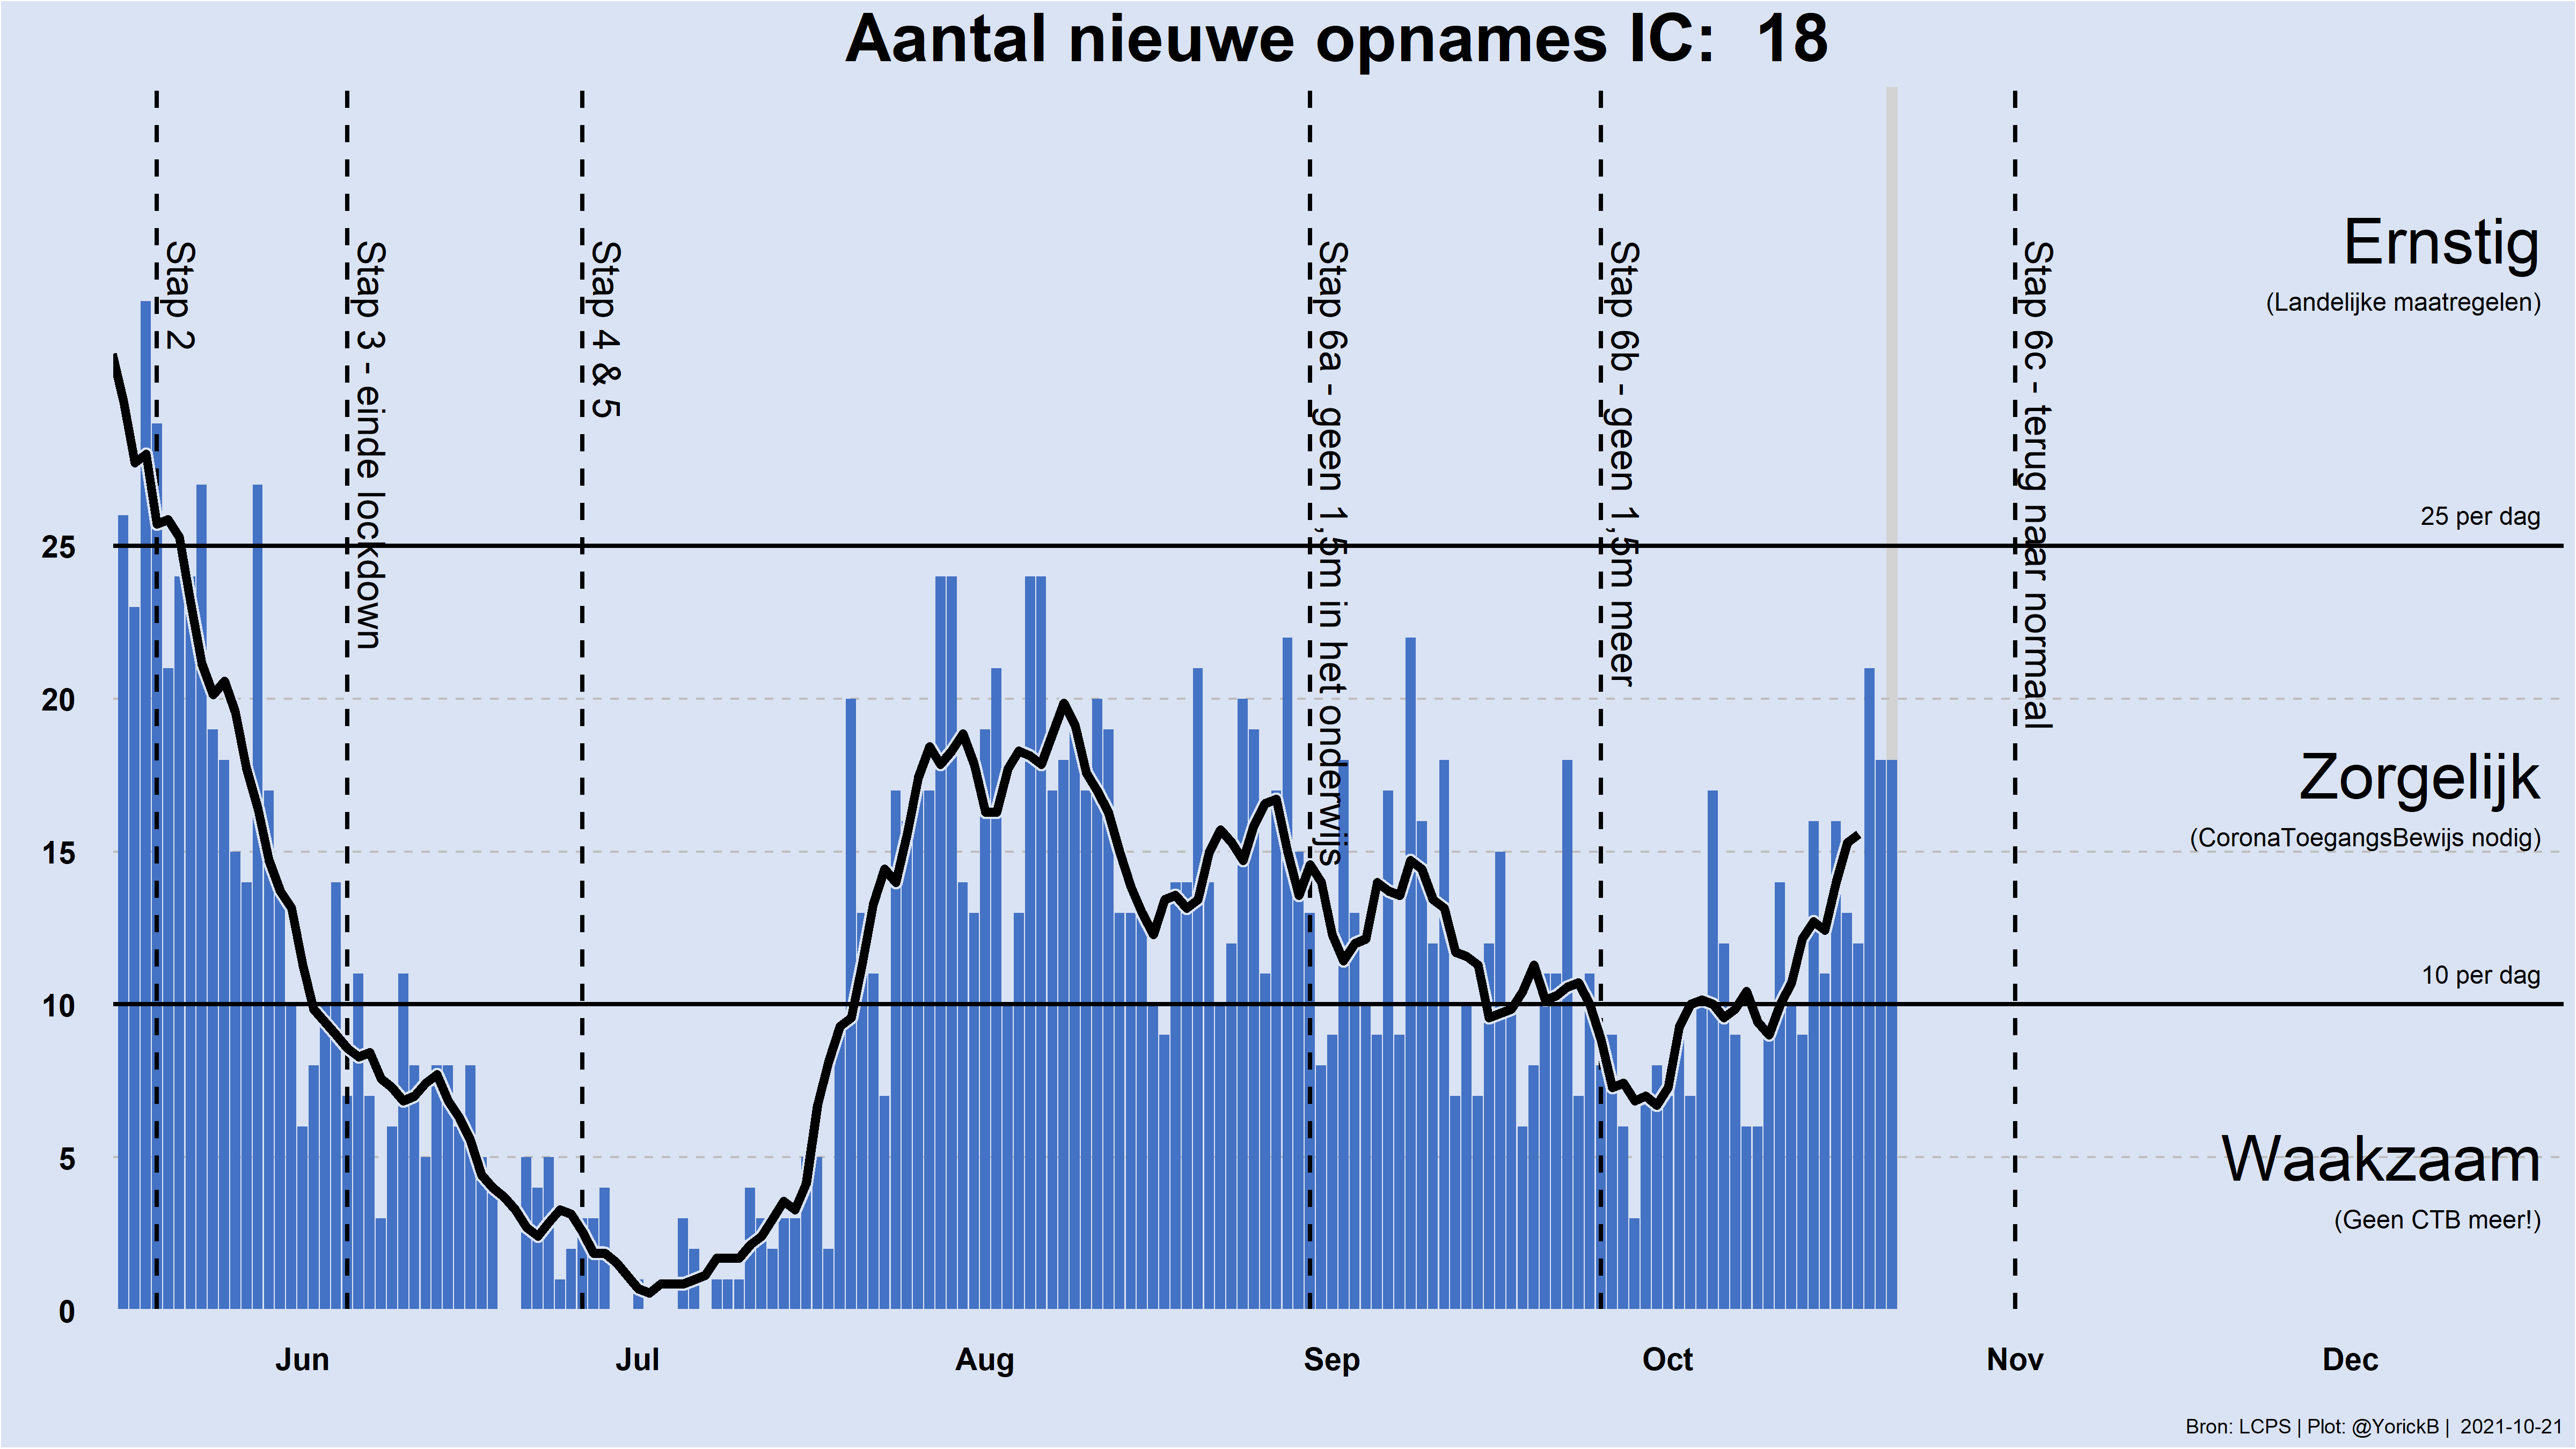 Aantal nieuwe opnames IC:  18
Stap 2
Stap 3 - einde lockdown
Stap 4 & 5
Stap 6a - geen 1,5m in het onderwijs
Stap 6b - geen 1,5m meer
Stap 6c - terug naar normaal
Ernstig
(Landelijke maatregelen)
25 per dag
25
20
Zorgelijk
(CoronaToegangsBewijs nodig)
15
10 per dag
10
Waakzaam
5
(Geen CTB meer!)
0
Jun Jul Aug Sep Oct Nov Dec
Bron: LCPS | Plot: @YorickB |  2021-10-21